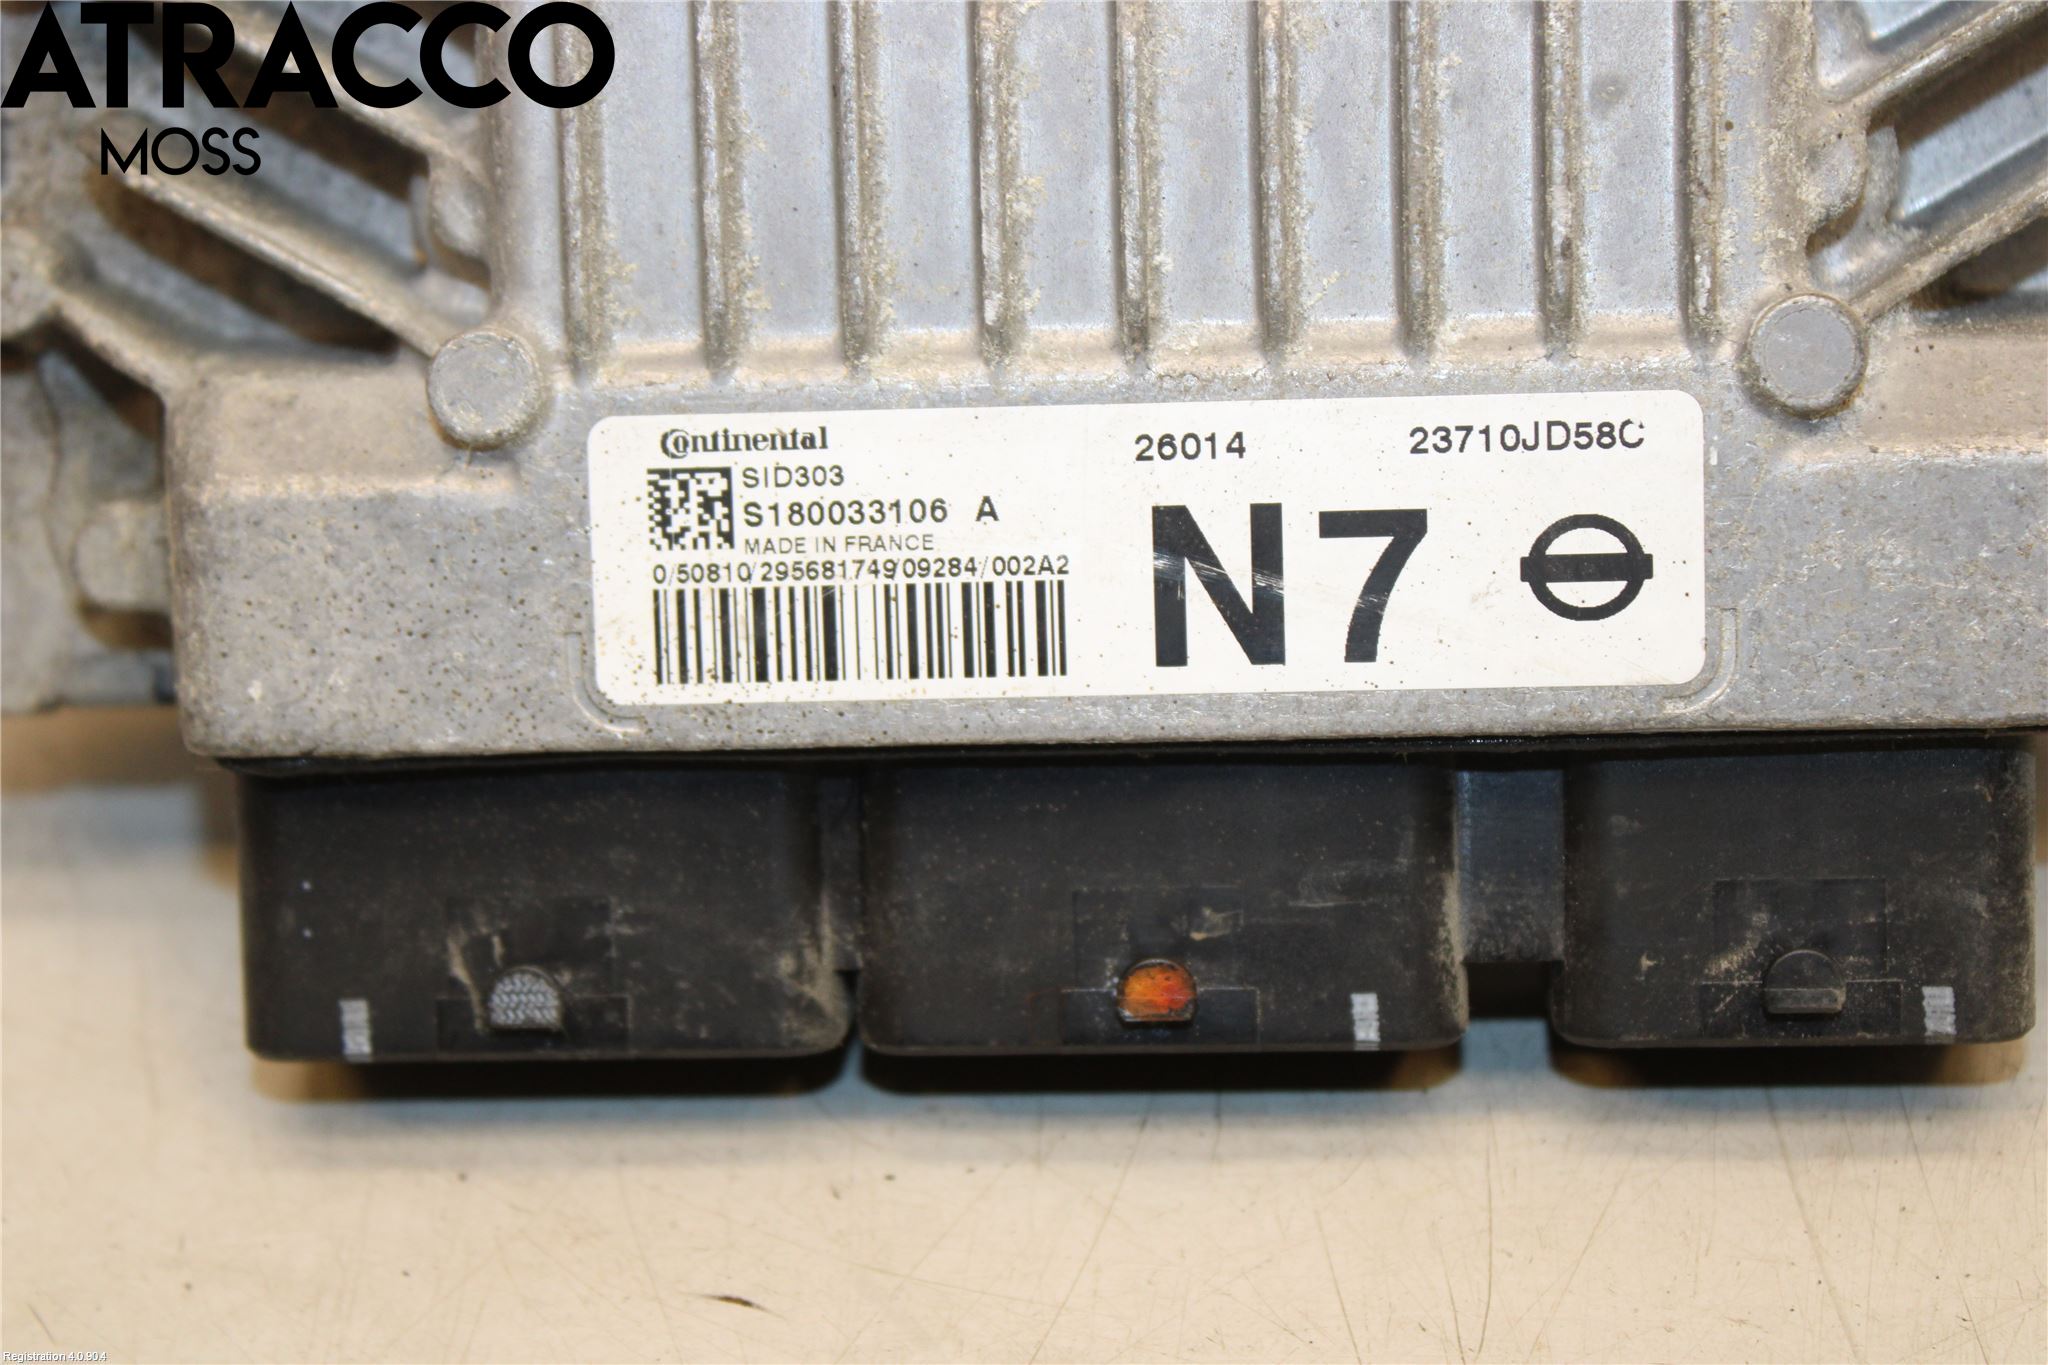 ATRACCO
MOSS
Continental
26014
23710JD58C
SID303
S180033106 A
MADE IN FRANCE
0/50810/295681749/09284/002A2
N7
Registration 4.0.90.4